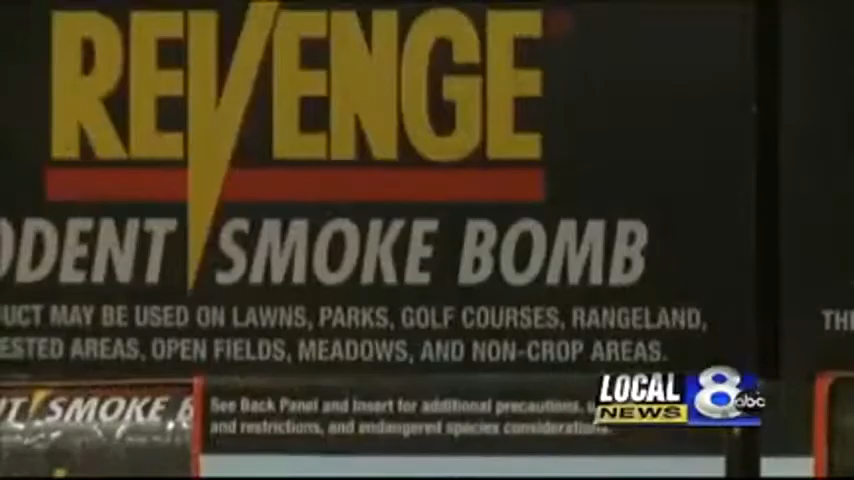 REVENGE
ODENT SMOKE BOMB
UCT MAY BE USED ON LAWNS, PARKS, GOLF COURSES, RANGELAND,
ESTED AREAS, OPEN FIELDS, MEADOWS, AND NON-CROP AREAS.
TH
NT SMOKE B
See Back Panel and Insert for additional precautions,
and restrictions, and endangered species considerations.
LOCAL
NEWS
8
abc